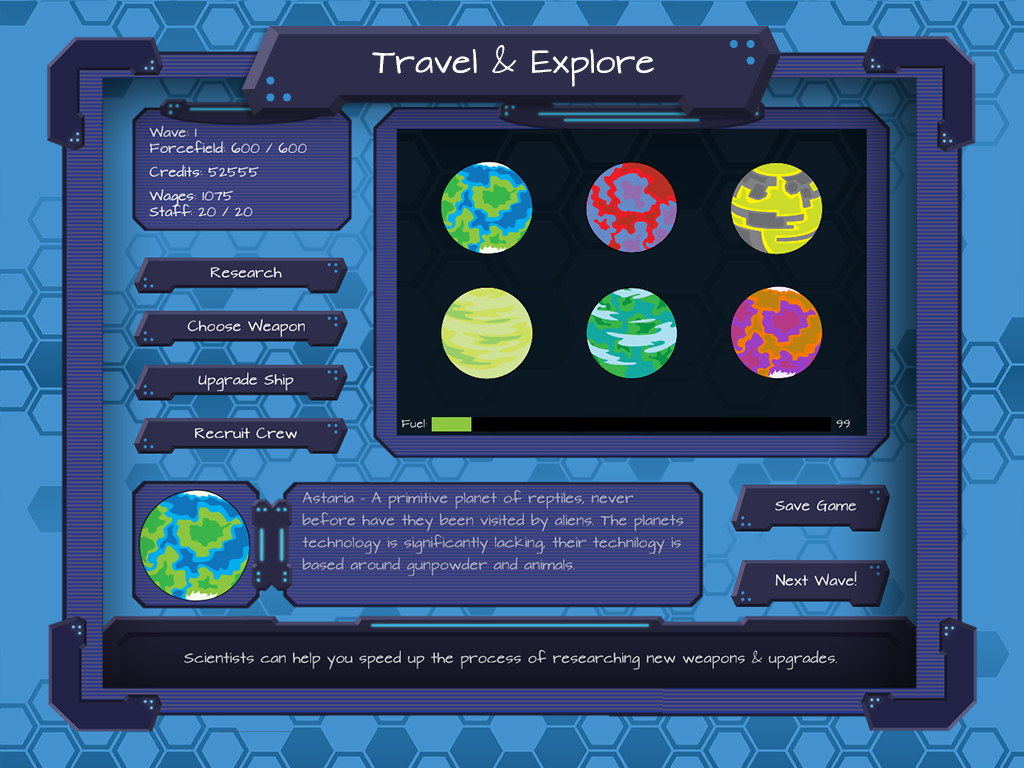 Travel & Explore
Wave: 1
Forcefield: 600 / 600
Credits: 52555
Wages: 1075
Staff: 20 / 20
Research
Choose Weapon
Upgrade Ship
Recruit Crew
Fuel: 99
Astaria - A primitive planet of reptiles, never
before have they been visited by aliens. The planets
technology is significantly lacking, their technilogy is
based around gunpowder and animals.
Save Game
Next Wave!
Scientists can help you speed up the process of researching new weapons & upgrades.